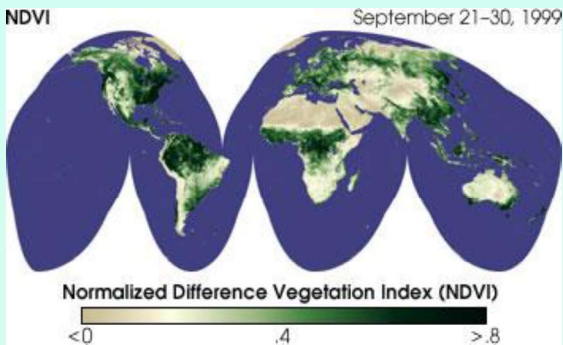 NDVI September 21–30, 1999
Normalized Difference Vegetation Index (NDVI)
<0 .4 >.8